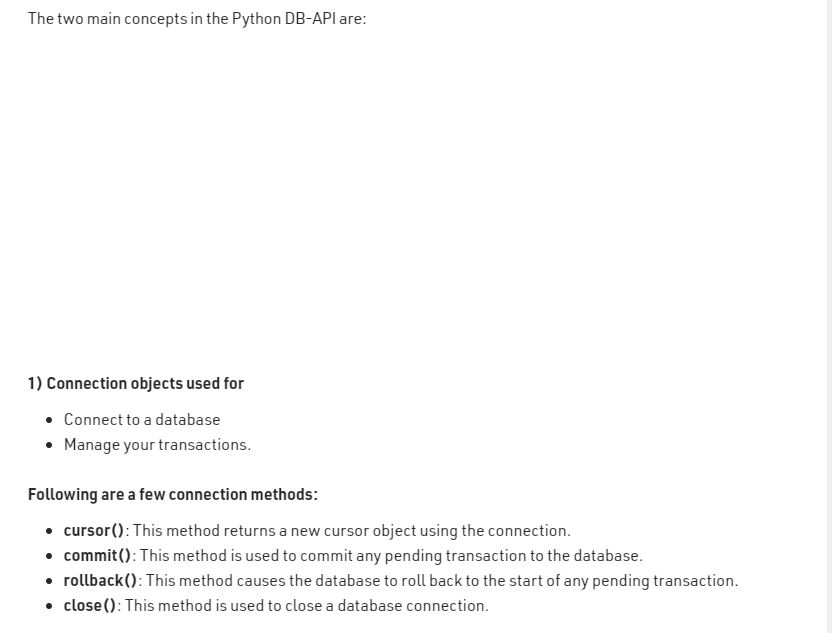 The two main concepts in the Python DB-API are:
1) Connection objects used for
• Connect to a database
• Manage your transactions.
Following are a few connection methods:
• cursor(): This method returns a new cursor object using the connection.
• commit(): This method is used to commit any pending transaction to the database.
• rollback(): This method causes the database to roll back to the start of any pending transaction.
• close(): This method is used to close a database connection.